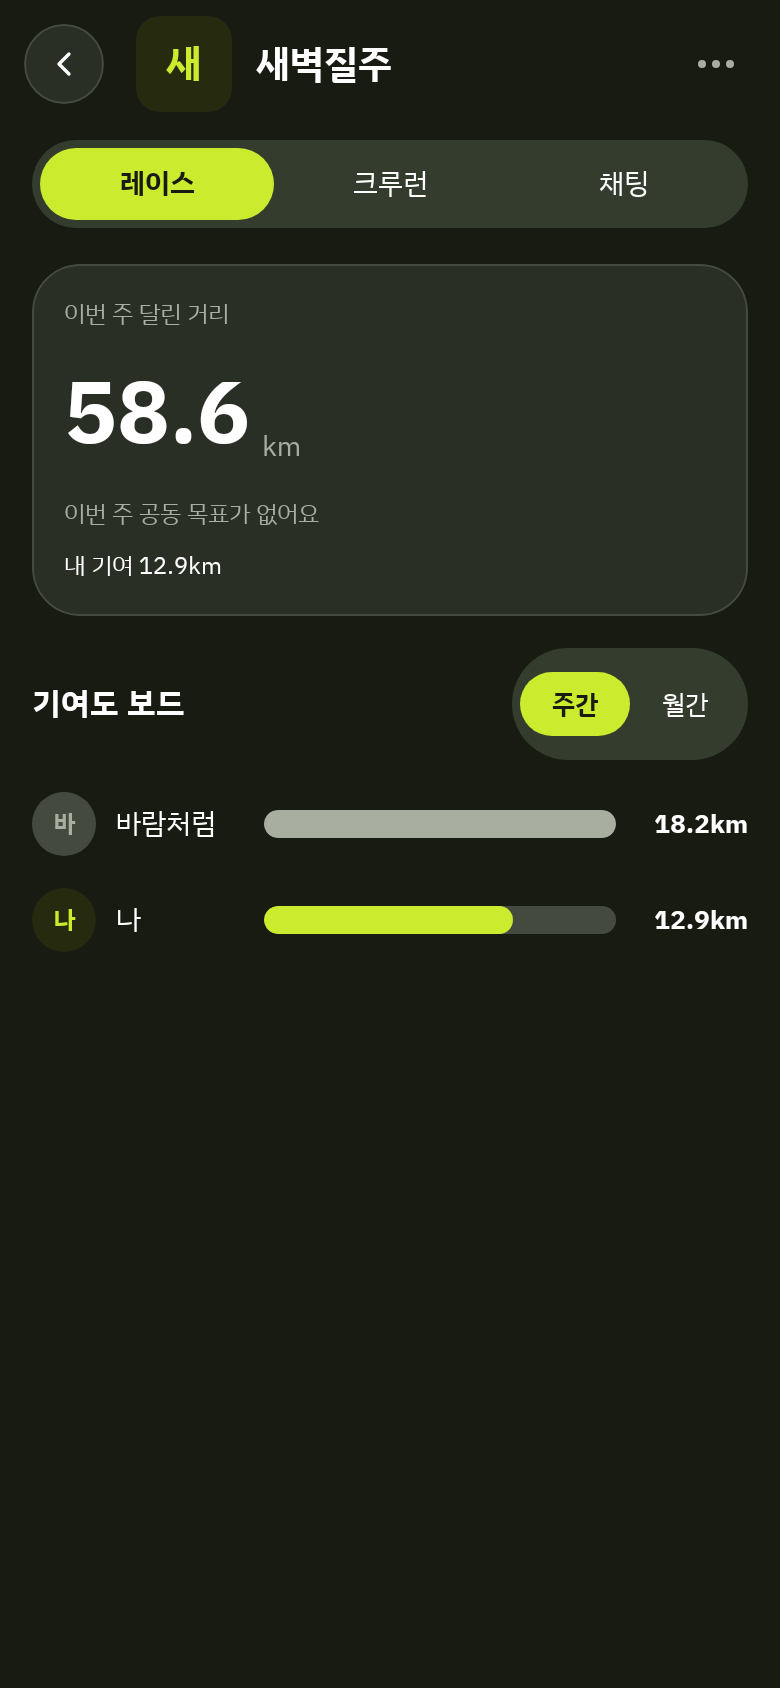 새 새벽질주
레이스 크루런 채팅
이번 주 달린 거리
58.6 km
이번 주 공동 목표가 없어요
내 기여 12.9km
기여도 보드 주간 월간
바 바람처럼 18.2km
나 나 12.9km